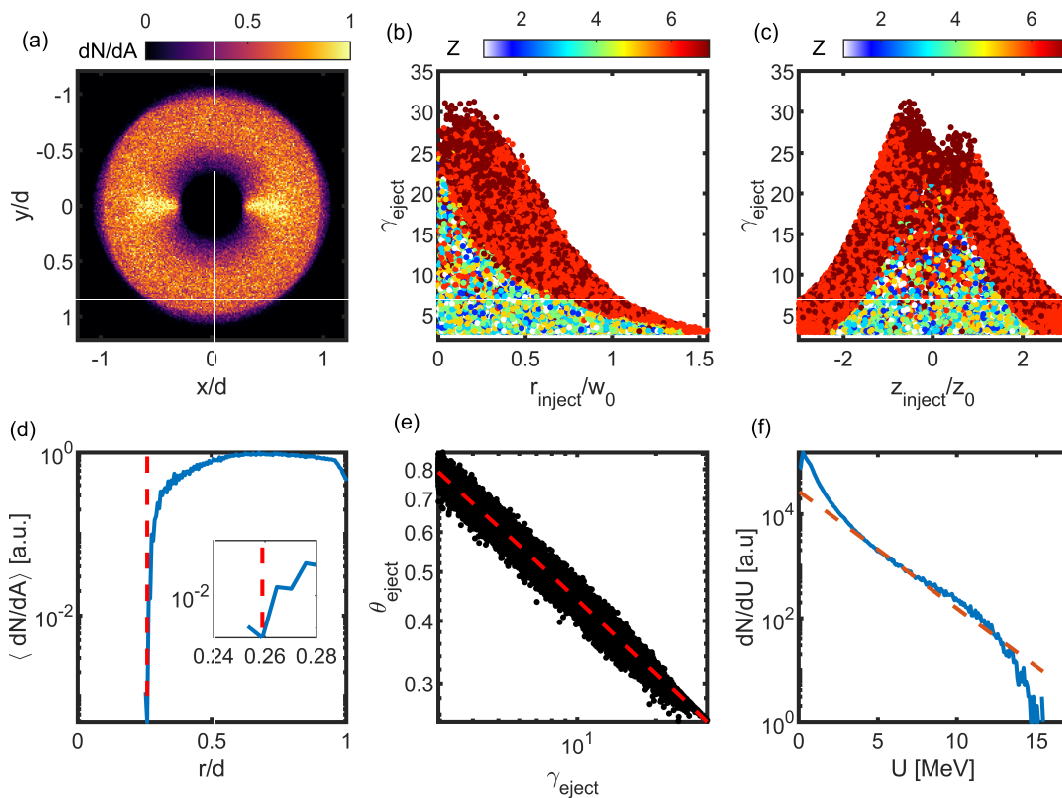 0 0.5 1
(a) dN/dA
-1
-0.5
0
0.5
1
y/d
-1 0 1
x/d
2 4 6
(b) Z
35
30
25
20
15
10
5
γeject
0 0.5 1 1.5
rinject/w0
2 4 6
(c) Z
35
30
25
20
15
10
5
γeject
-2 0 2
zinject/z0
(d)
10^0
10^-2
⟨ dN/dA⟩ [a.u.]
10^-2
0.24 0.26 0.28
0 0.5 1
r/d
(e)
0.8
0.7
0.6
0.5
0.4
0.3
θeject
10^1
γeject
(f)
10^4
10^2
10^0
dN/dU [a.u]
0 5 10 15
U [MeV]